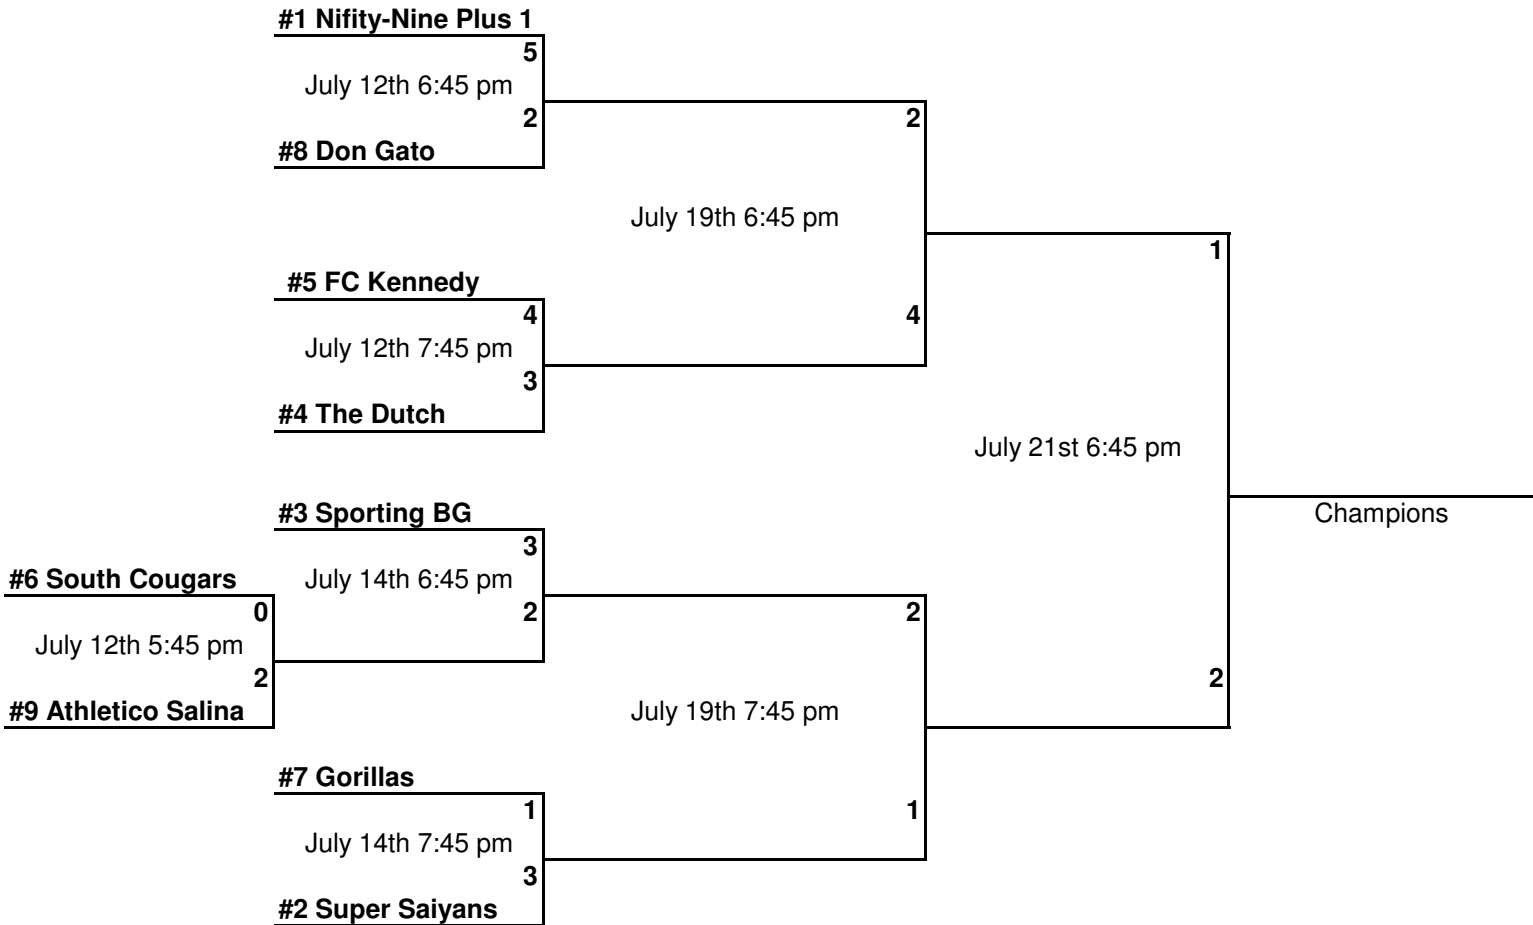 #1 Nifity-Nine Plus 1
5
July 12th 6:45 pm
2
2
#8 Don Gato
July 19th 6:45 pm
1
#5 FC Kennedy
4
4
July 12th 7:45 pm
3
#4 The Dutch
July 21st 6:45 pm
#3 Sporting BG
Champions
3
#6 South Cougars
July 14th 6:45 pm
0
2
2
July 12th 5:45 pm
2
2
#9 Athletico Salina
July 19th 7:45 pm
#7 Gorillas
1
1
July 14th 7:45 pm
3
#2 Super Saiyans